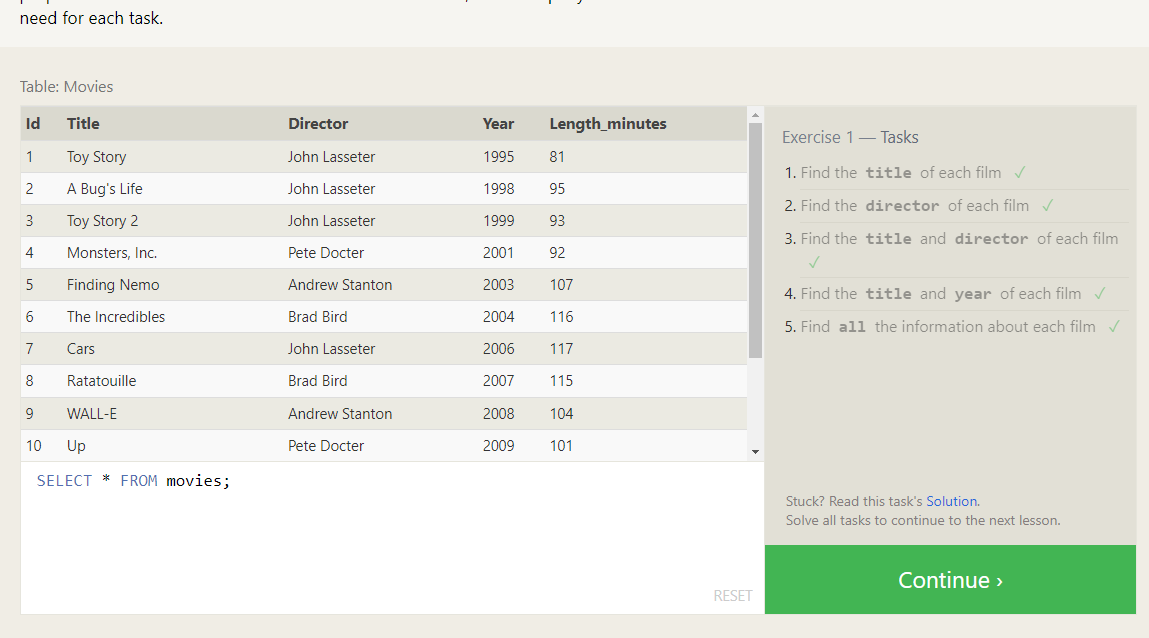 need for each task.
Table: Movies
Id Title Director Year Length_minutes
1 Toy Story John Lasseter 1995 81
2 A Bug's Life John Lasseter 1998 95
3 Toy Story 2 John Lasseter 1999 93
4 Monsters, Inc. Pete Docter 2001 92
5 Finding Nemo Andrew Stanton 2003 107
6 The Incredibles Brad Bird 2004 116
7 Cars John Lasseter 2006 117
8 Ratatouille Brad Bird 2007 115
9 WALL-E Andrew Stanton 2008 104
10 Up Pete Docter 2009 101
SELECT * FROM movies;
RESET
Exercise 1 — Tasks
1. Find the title of each film ✓
2. Find the director of each film ✓
3. Find the title and director of each film
✓
4. Find the title and year of each film ✓
5. Find all the information about each film ✓
Stuck? Read this task's Solution.
Solve all tasks to continue to the next lesson.
Continue ›